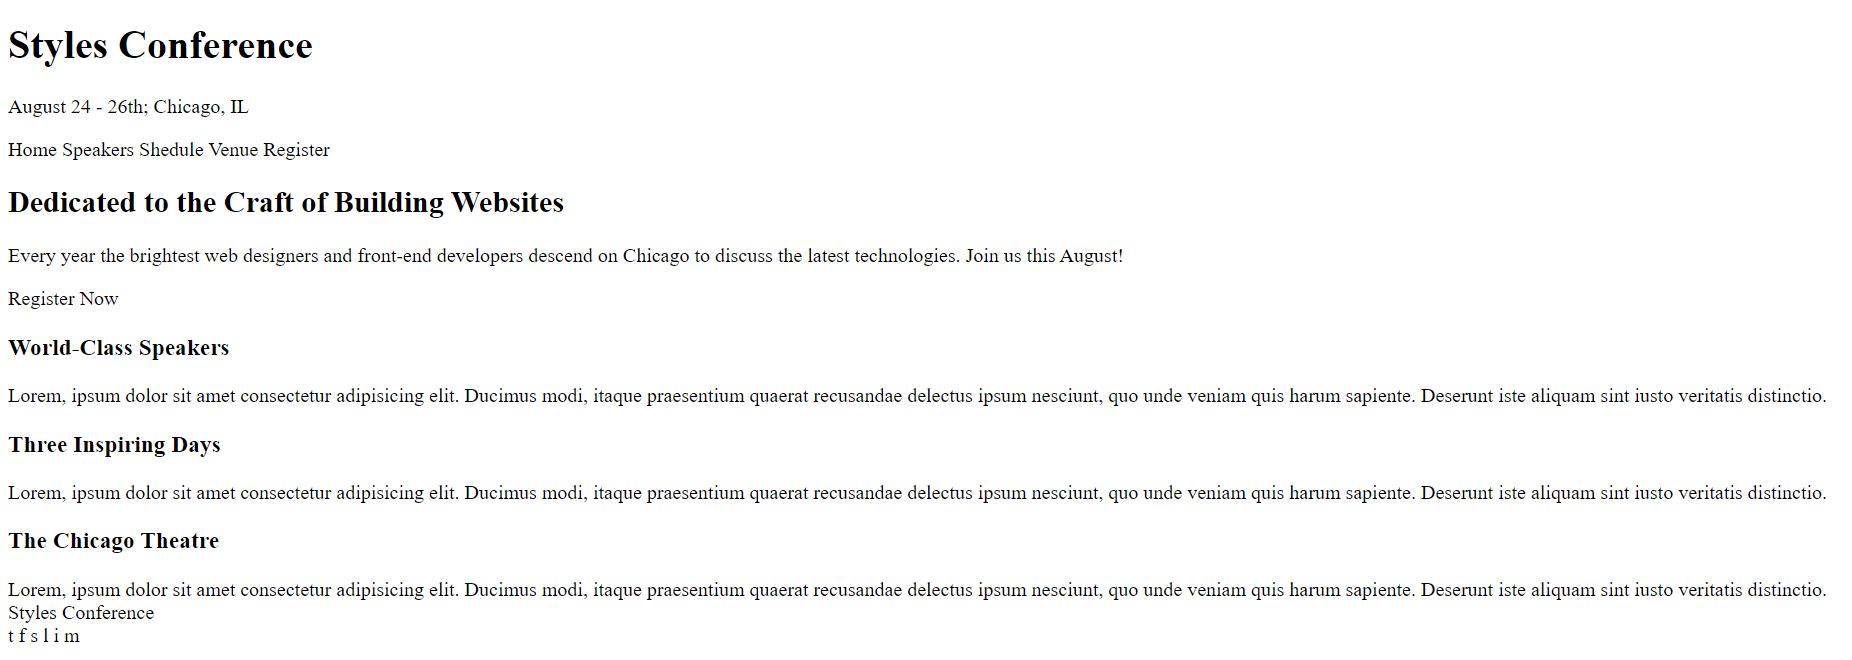 Styles Conference
August 24 - 26th; Chicago, IL
Home Speakers Shedule Venue Register
Dedicated to the Craft of Building Websites
Every year the brightest web designers and front-end developers descend on Chicago to discuss the latest technologies. Join us this August!
Register Now
World-Class Speakers
Lorem, ipsum dolor sit amet consectetur adipisicing elit. Ducimus modi, itaque praesentium quaerat recusandae delectus ipsum nesciunt, quo unde veniam quis harum sapiente. Deserunt iste aliquam sint iusto veritatis distinctio.
Three Inspiring Days
Lorem, ipsum dolor sit amet consectetur adipisicing elit. Ducimus modi, itaque praesentium quaerat recusandae delectus ipsum nesciunt, quo unde veniam quis harum sapiente. Deserunt iste aliquam sint iusto veritatis distinctio.
The Chicago Theatre
Lorem, ipsum dolor sit amet consectetur adipisicing elit. Ducimus modi, itaque praesentium quaerat recusandae delectus ipsum nesciunt, quo unde veniam quis harum sapiente. Deserunt iste aliquam sint iusto veritatis distinctio.
Styles Conference
t f s l i m